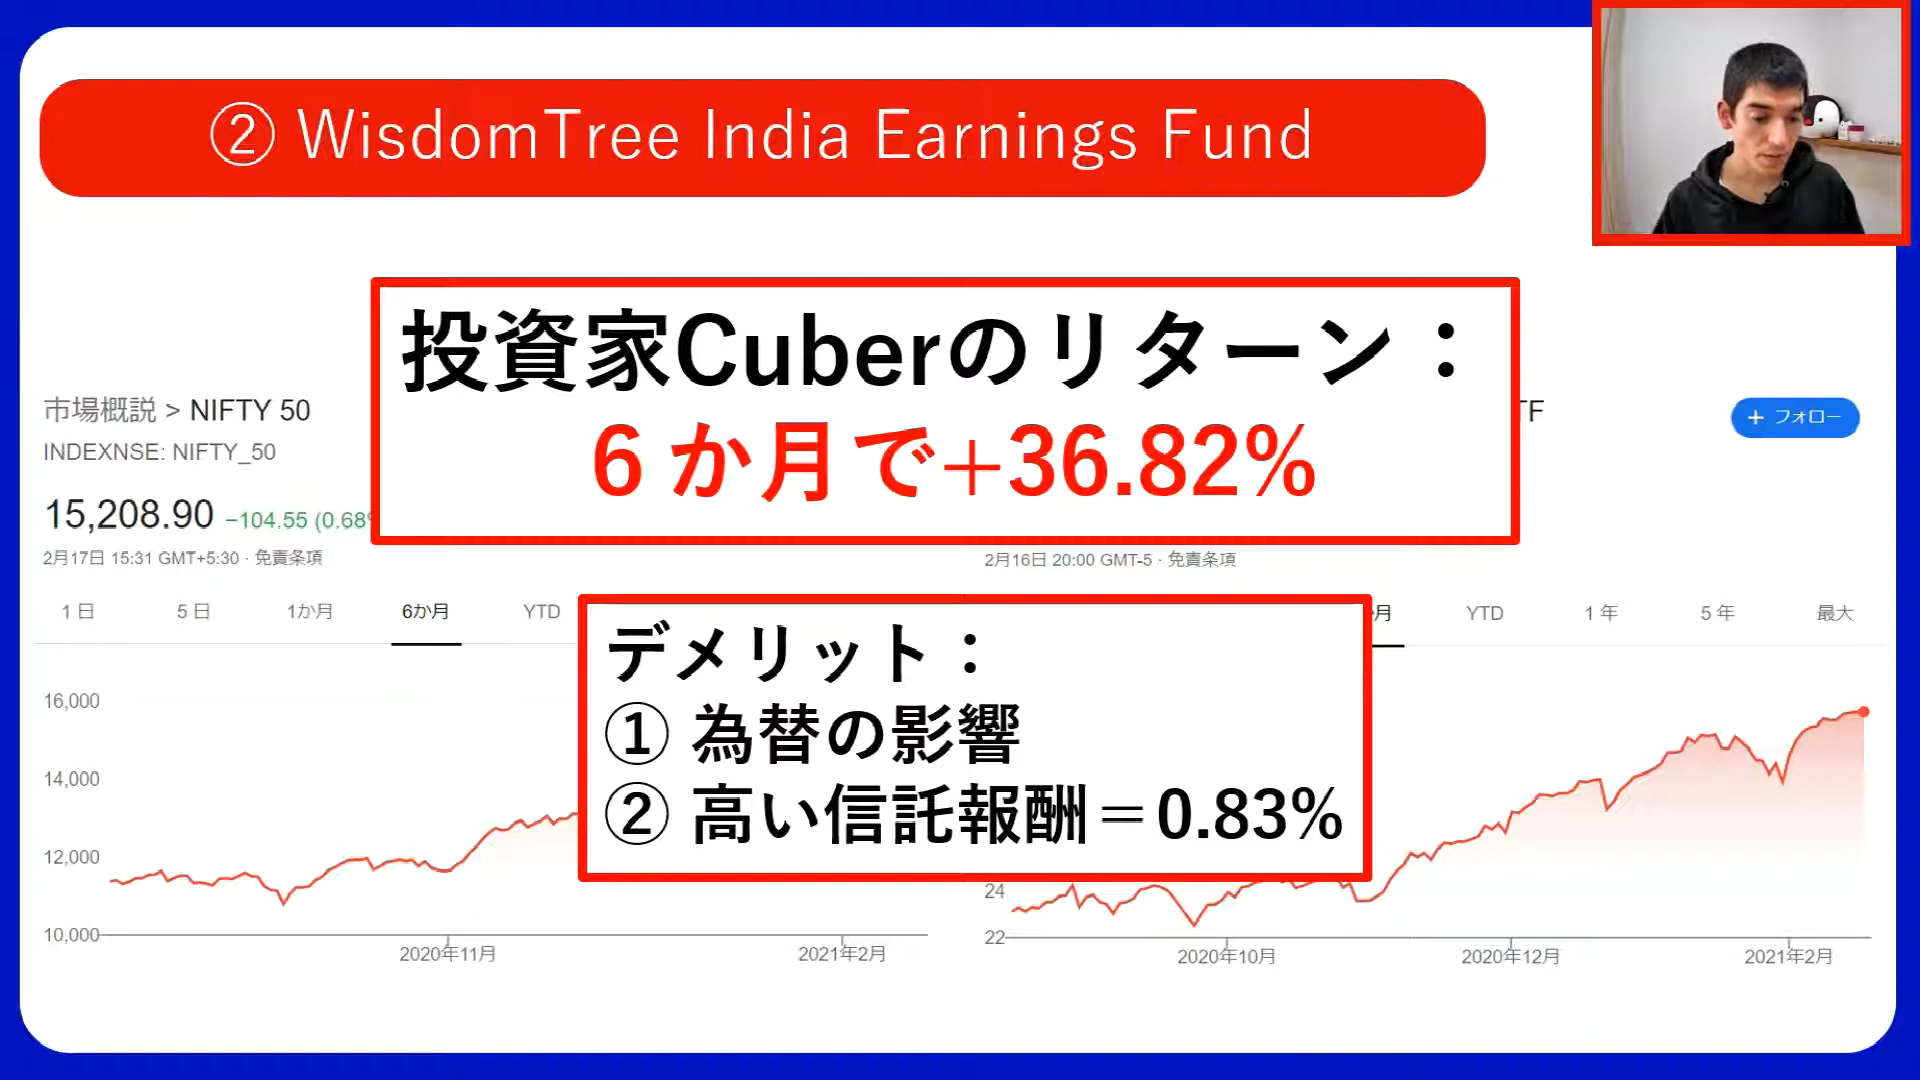 ② WisdomTree India Earnings Fund
投資家Cuberのリターン：
6か月で+36.82%
市場概説 > NIFTY 50
INDEXNSE: NIFTY_50
15,208.90 −104.55 (0.68%
2月17日 15:31 GMT+5:30 · 免責条項
1日 5日 1か月 6か月 YTD
16,000
14,000
12,000
10,000
2020年11月 2021年2月
TF
+ フォロー
2月16日 20:00 GMT-5 · 免責条項
月 YTD 1年 5年 最大
デメリット：
① 為替の影響
② 高い信託報酬＝0.83%
24
22
2020年10月 2020年12月 2021年2月